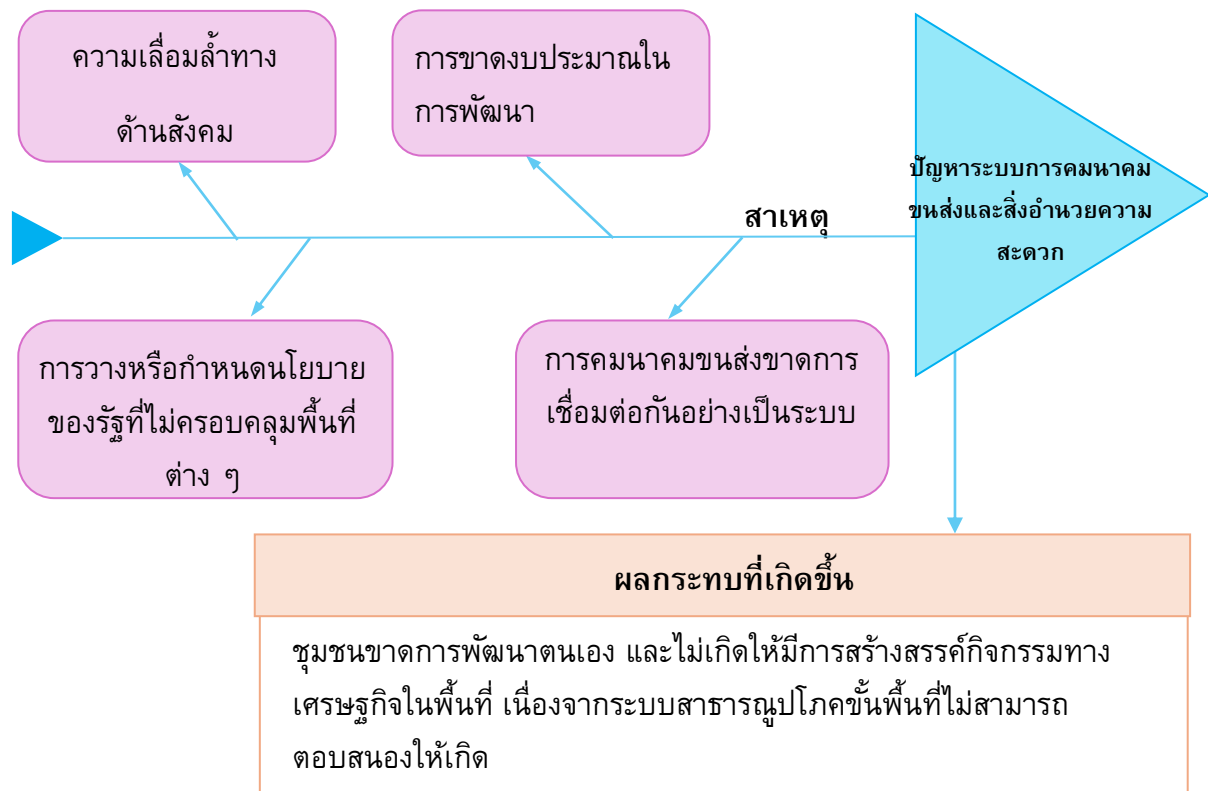 ความเลื่อมล้ำทาง
ด้านสังคม
การขาดงบประมาณใน
การพัฒนา
สาเหตุ
ปัญหาระบบการคมนาคม
ขนส่งและสิ่งอำนวยความ
สะดวก
การวางหรือกำหนดนโยบาย
ของรัฐที่ไม่ครอบคลุมพื้นที่
ต่าง ๆ
การคมนาคมขนส่งขาดการ
เชื่อมต่อกันอย่างเป็นระบบ
ผลกระทบที่เกิดขึ้น
ชุมชนขาดการพัฒนาตนเอง และไม่เกิดให้มีการสร้างสรรค์กิจกรรมทาง
เศรษฐกิจในพื้นที่ เนื่องจากระบบสาธารณูปโภคขั้นพื้นที่ไม่สามารถ
ตอบสนองให้เกิด